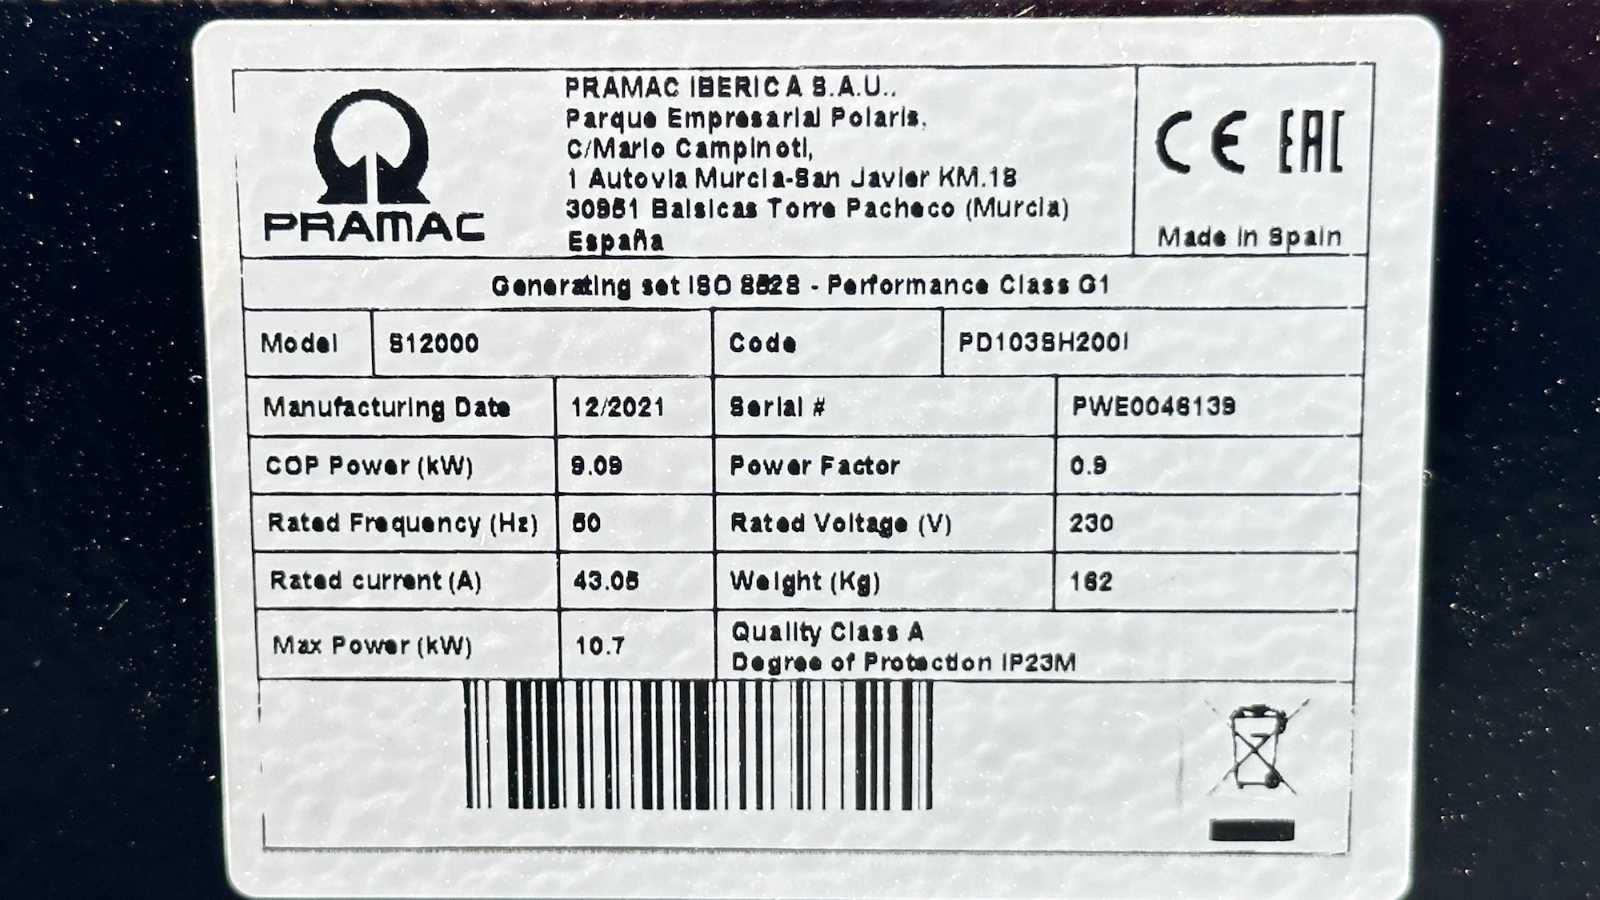 PRAMAC
PRAMAC IBERICA S.A.U..
Parque Empresarial Polaris,
C/Mario Campinoti,
1 Autovia Murcia-San Javier KM.18
30951 Balsicas Torre Pacheco (Murcia)
España
CE EAC
Made in Spain
Generating set ISO 8528 - Performance Class G1
Model S12000 Code PD103SH200I
Manufacturing Date 12/2021 Serial # PWE0046139
COP Power (kW) 9.09 Power Factor 0.9
Rated Frequency (Hz) 50 Rated Voltage (V) 230
Rated current (A) 43.05 Weight (Kg) 162
Max Power (kW) 10.7 Quality Class A
Degree of Protection IP23M